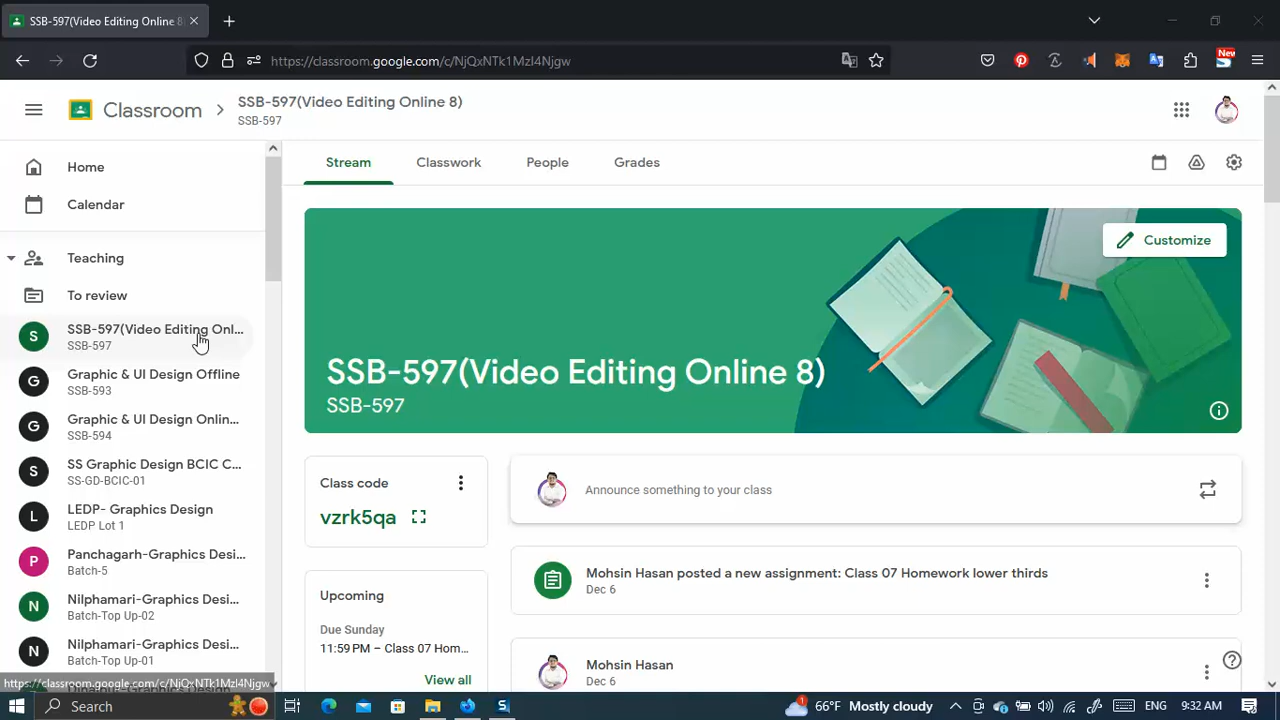 SSB-597(Video Editing Online 8)
https://classroom.google.com/c/NjQxNTk1MzI4Njgw
New
Classroom
SSB-597(Video Editing Online 8)
SSB-597
Home
Calendar
Teaching
To review
S
SSB-597(Video Editing Onl...
SSB-597
G
Graphic & UI Design Offline
SSB-593
G
Graphic & UI Design Onlin...
SSB-594
S
SS Graphic Design BCIC C...
SS-GD-BCIC-01
L
LEDP- Graphics Design
LEDP Lot 1
P
Panchagarh-Graphics Desi...
Batch-5
N
Nilphamari-Graphics Desi...
Batch-Top Up-02
N
Nilphamari-Graphics Desi...
Batch-Top Up-01
https://classroom.google.com/c/NjQxNTk1MzI4Njgw
Stream
Classwork
People
Grades
Customize
SSB-597(Video Editing Online 8)
SSB-597
Class code
vzrk5qa
Upcoming
Due Sunday
11:59 PM – Class 07 Hom...
View all
Announce something to your class
Mohsin Hasan posted a new assignment: Class 07 Homework lower thirds
Dec 6
Mohsin Hasan
Dec 6
Search
1
66°F Mostly cloudy
ENG
9:32 AM